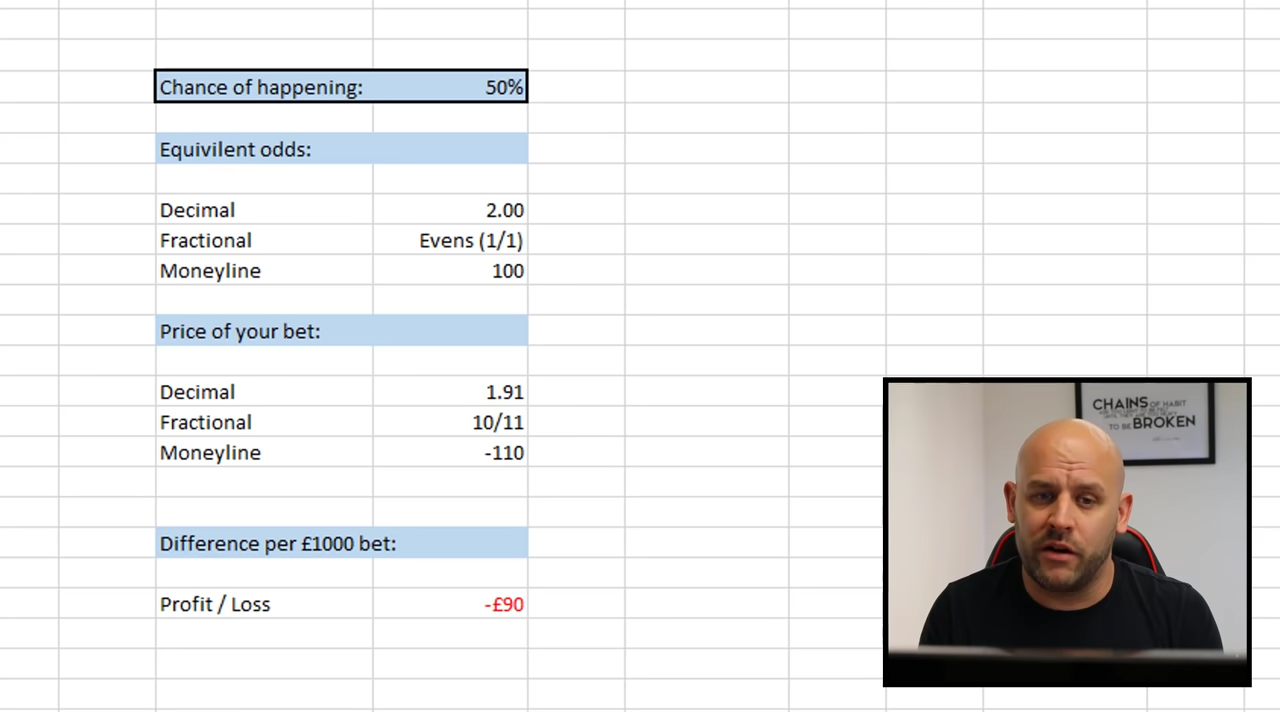 Chance of happening: 50%
Equivilent odds:
Decimal 2.00
Fractional Evens (1/1)
Moneyline 100
Price of your bet:
Decimal 1.91
Fractional 10/11
Moneyline -110
Difference per £1000 bet:
Profit / Loss -£90
CHAINS OF HABIT
TO BE BROKEN